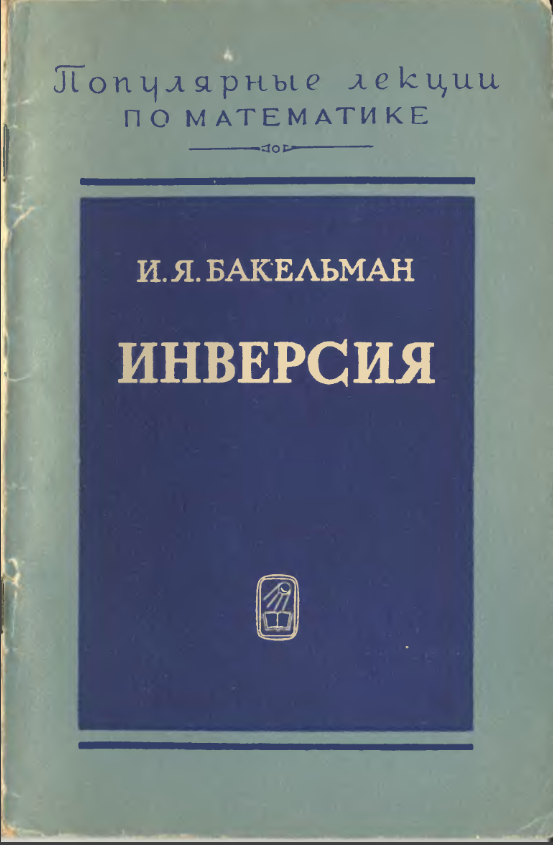 Популярные лекции
ПО МАТЕМАТИКЕ
И. Я. БАКЕЛЬМАН
ИНВЕРСИЯ